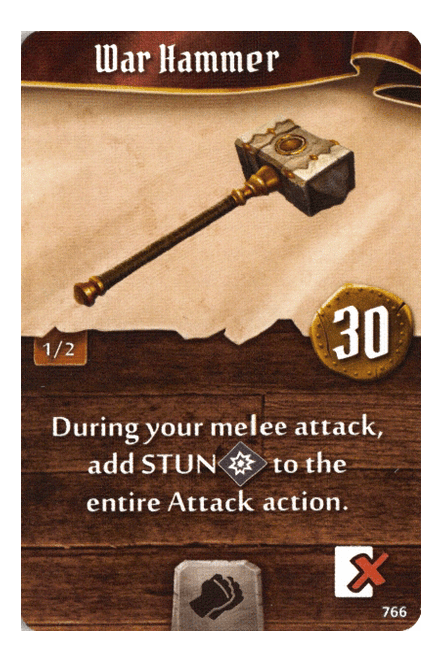 War Hammer
30
1/2
During your melee attack,
add STUN to the
entire Attack action.
766